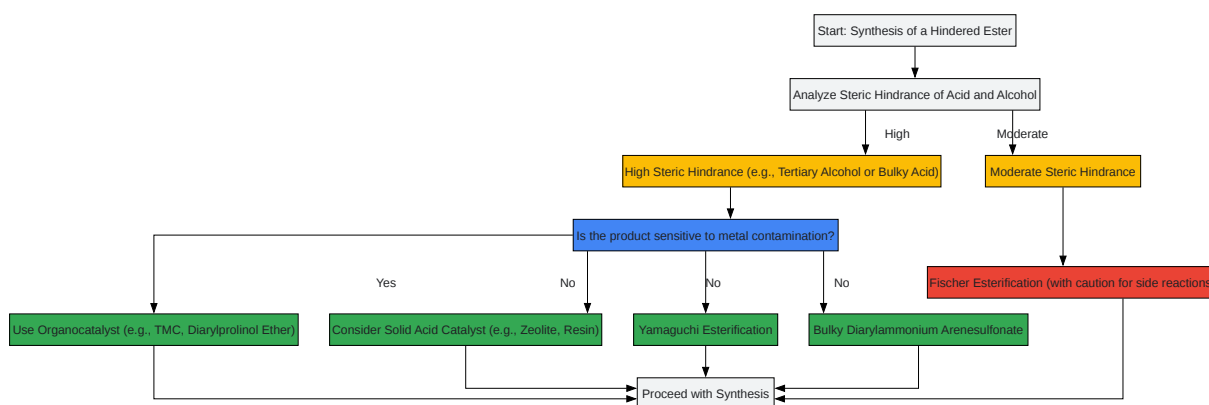 Start: Synthesis of a Hindered Ester
Analyze Steric Hindrance of Acid and Alcohol
High
Moderate
High Steric Hindrance (e.g., Tertiary Alcohol or Bulky Acid)
Moderate Steric Hindrance
Is the product sensitive to metal contamination?
Fischer Esterification (with caution for side reactions
Yes
No
No
No
Use Organocatalyst (e.g., TMC, Diarylprolinol Ether)
Consider Solid Acid Catalyst (e.g., Zeolite, Resin)
Yamaguchi Esterification
Bulky Diarylammonium Arenesulfonate
Proceed with Synthesis